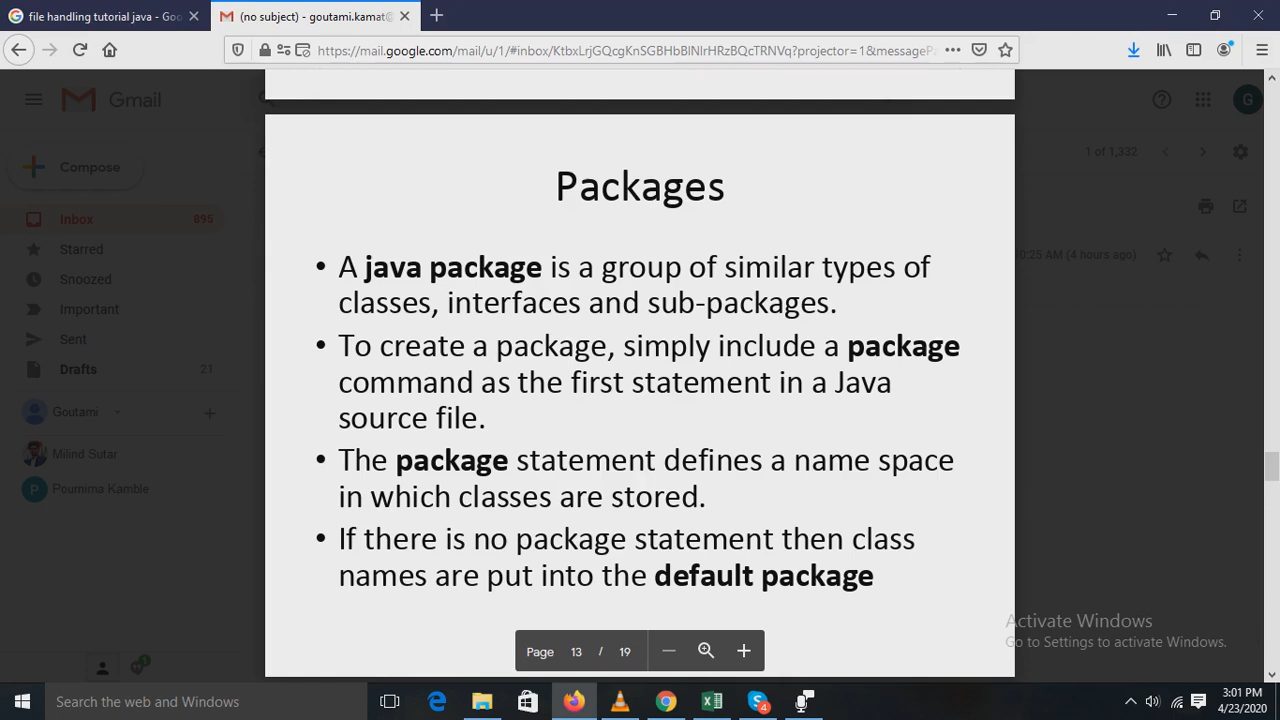 file handling tutorial java - Goo
(no subject) - goutami.kamat@
https://mail.google.com/mail/u/1/#inbox/KtbxLrjGQcgKnSGBHbBlNlrHRzBQcTRNVq?projector=1&messageP
Gmail
G
Compose
1 of 1,332
Inbox 895
Starred
Snoozed
10:25 AM (4 hours ago)
Important
Sent
Drafts 21
Goutami
Milind Sutar
P Pournima Kamble
Packages
• A java package is a group of similar types of
classes, interfaces and sub-packages.
• To create a package, simply include a package
command as the first statement in a Java
source file.
• The package statement defines a name space
in which classes are stored.
• If there is no package statement then class
names are put into the default package
Page 13 / 19
Activate Windows
Go to Settings to activate Windows.
Search the web and Windows
3:01 PM
4/23/2020